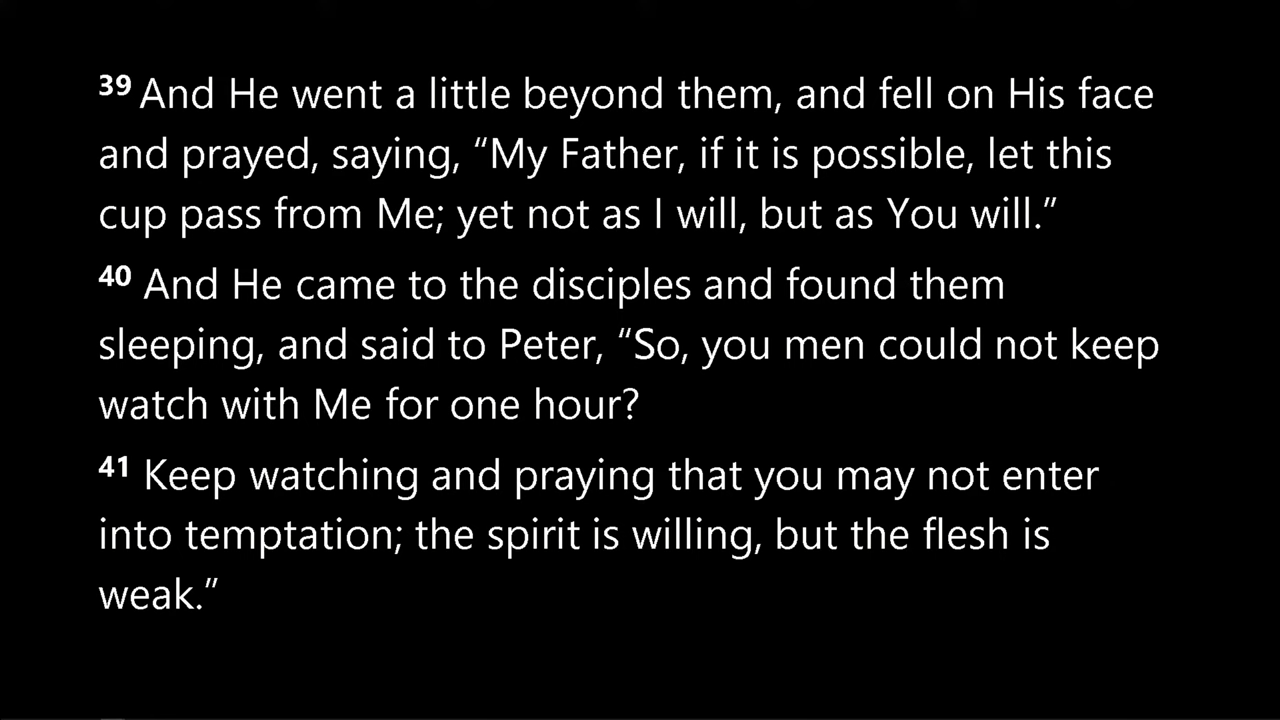 39 And He went a little beyond them, and fell on His face
and prayed, saying, “My Father, if it is possible, let this
cup pass from Me; yet not as I will, but as You will.”
40 And He came to the disciples and found them
sleeping, and said to Peter, “So, you men could not keep
watch with Me for one hour?
41 Keep watching and praying that you may not enter
into temptation; the spirit is willing, but the flesh is
weak.”